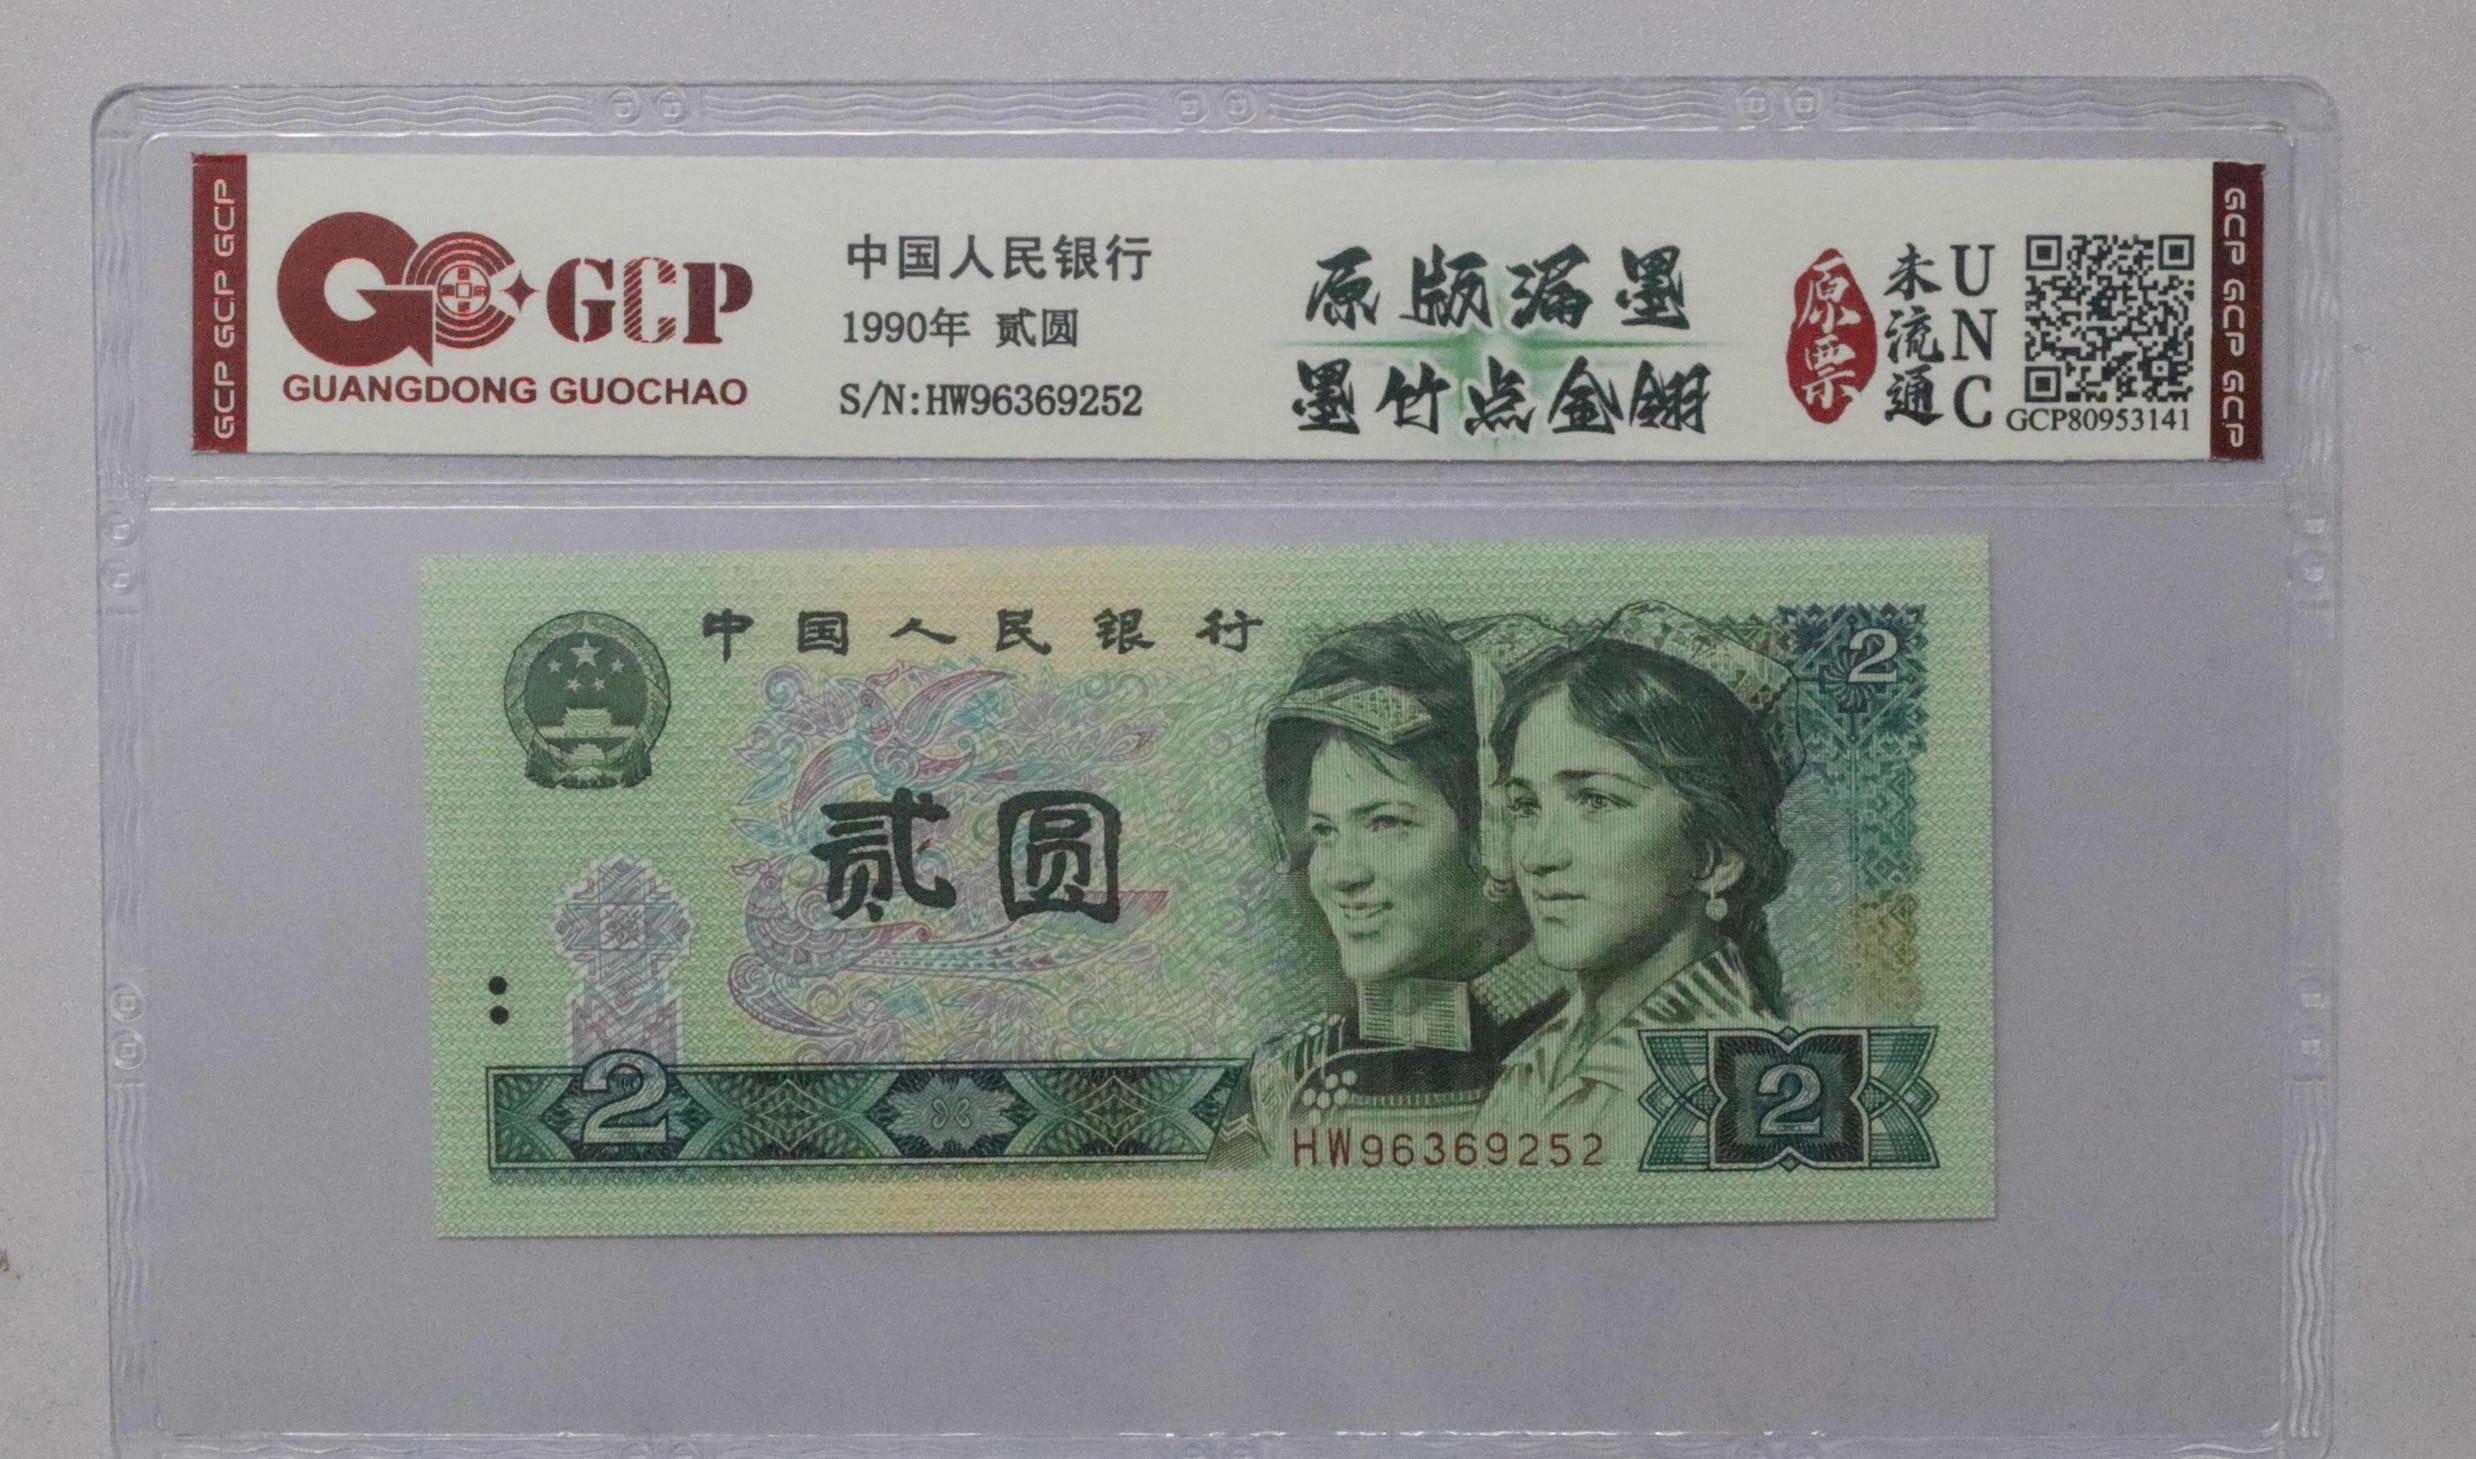 GCP GCP GCP
GCP
GUANGDONG GUOCHAO
中国人民银行
1990年 贰圆
S/N:HW96369252
原版漏墨
墨竹点金翎
原票
未流通
UNC
GCP80953141
GCP GCP GCP
中国人民银行
2
贰圆
2
HW96369252
2